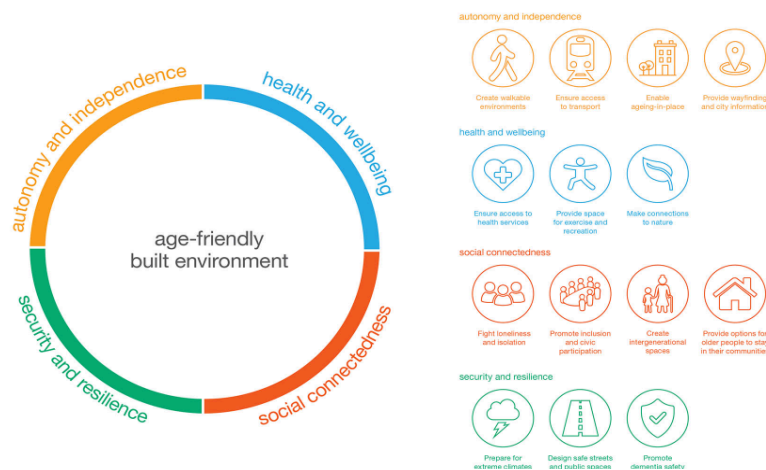 autonomy and independence
health and wellbeing
age-friendly
built environment
security and resilience
social connectedness
autonomy and independence
Create walkable
environments
Ensure access
to transport
Enable
ageing-in-place
Provide wayfinding
and city information
health and wellbeing
Ensure access to
health services
Provide space
for exercise and
recreation
Make connections
to nature
social connectedness
Fight loneliness
and isolation
Promote inclusion
and civic
participation
Create
intergenerational
spaces
Provide options for
older people to stay
in their communities
security and resilience
Prepare for
extreme climates
Design safe streets
and public spaces
Promote
dementia safety